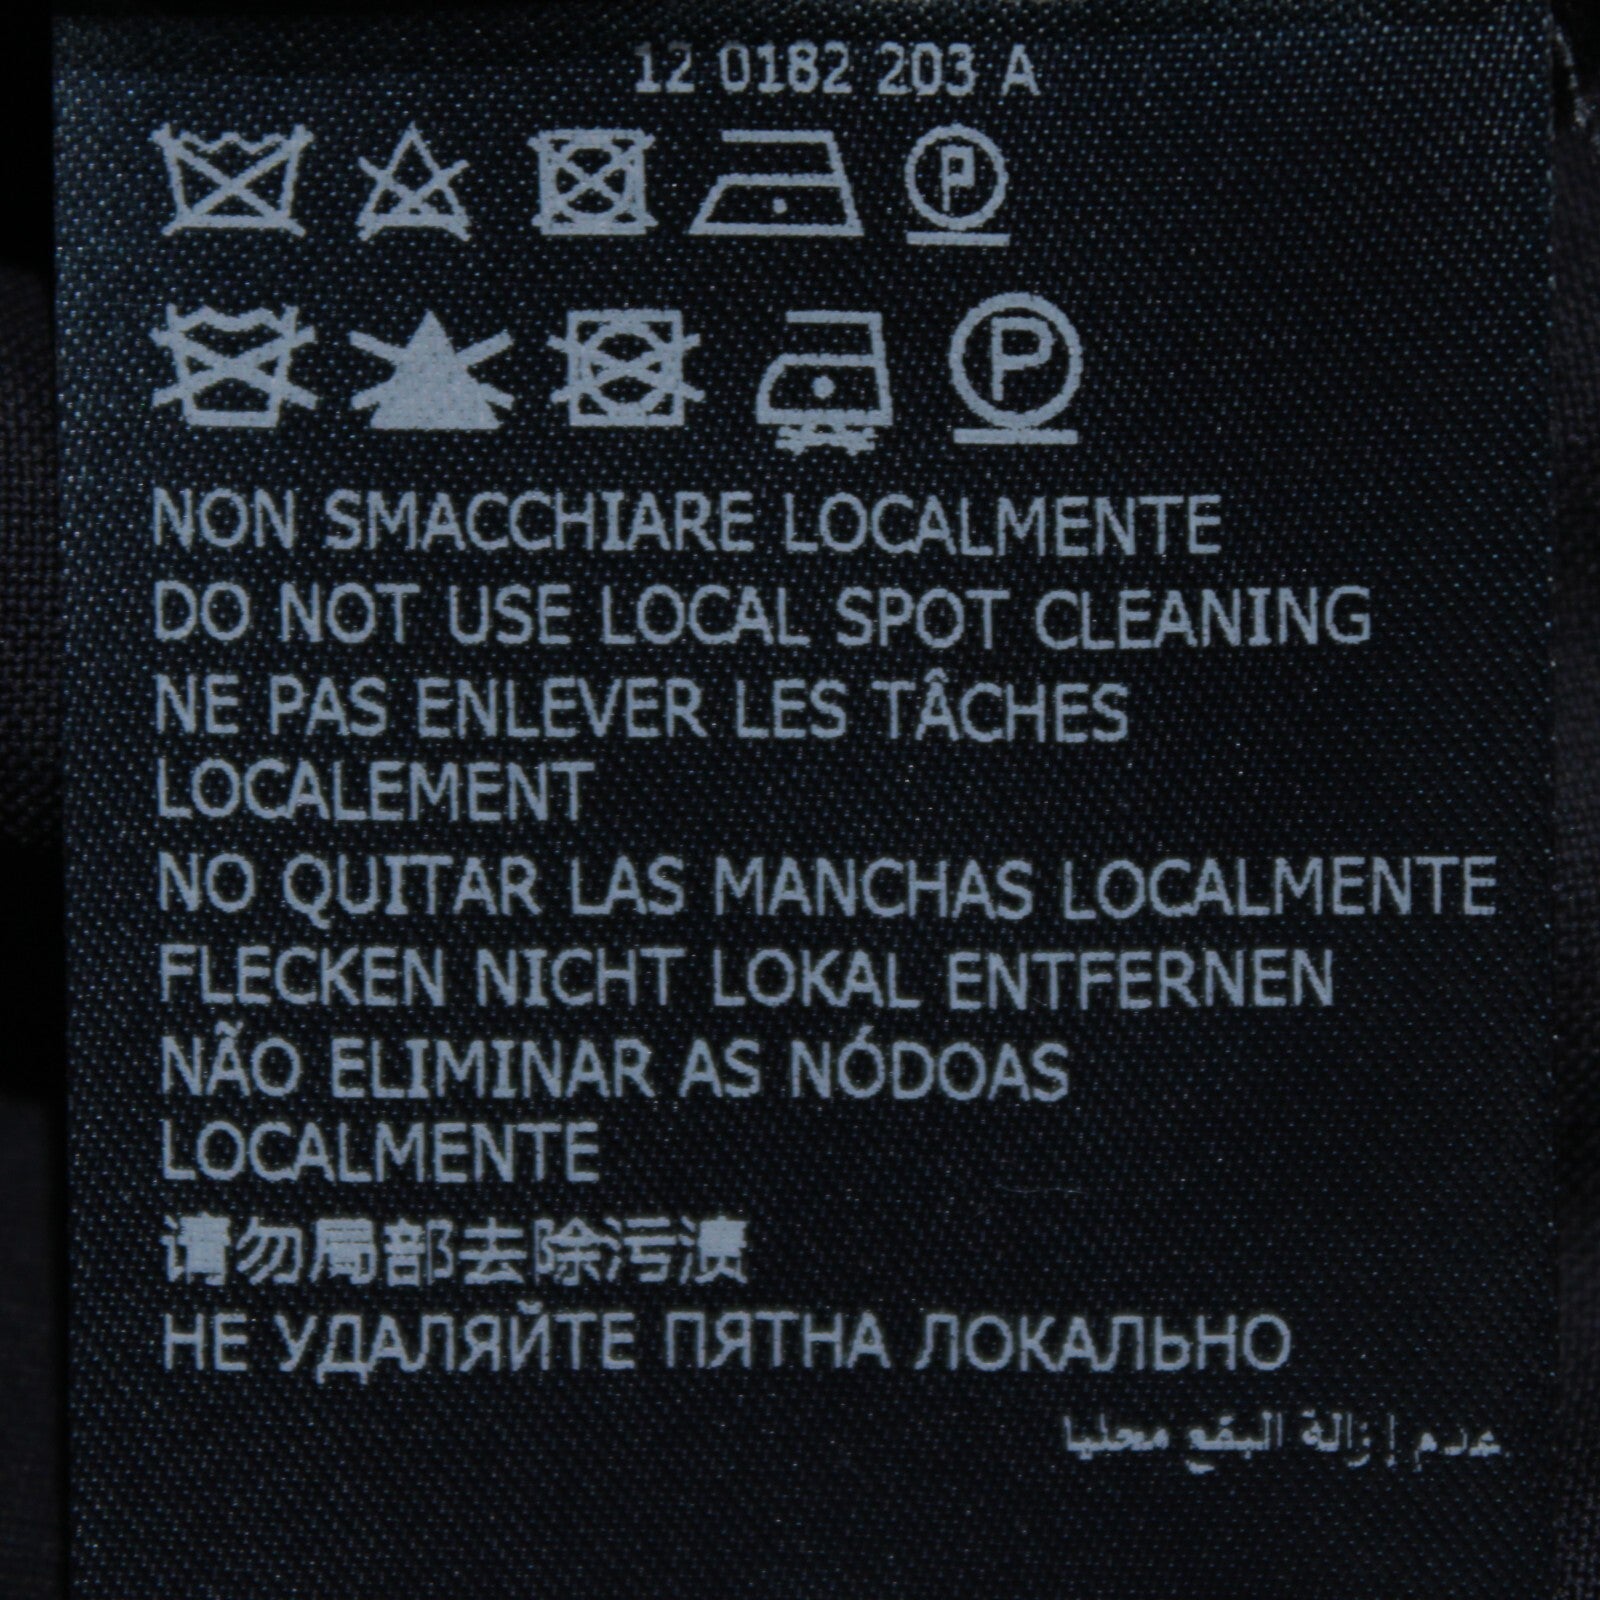 12 0182 203 A
P
P
NON SMACCHIARE LOCALMENTE
DO NOT USE LOCAL SPOT CLEANING
NE PAS ENLEVER LES TÂCHES
LOCALEMENT
NO QUITAR LAS MANCHAS LOCALMENTE
FLECKEN NICHT LOKAL ENTFERNEN
NÃO ELIMINAR AS NÓDOAS
LOCALMENTE
请勿局部去除污渍
НЕ УДАЛЯЙТЕ ПЯТНА ЛОКАЛЬНО
عدم إزالة البقع محليا